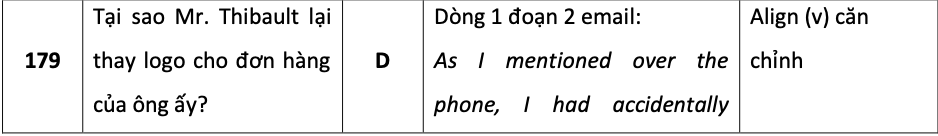 179
Tại sao Mr. Thibault lại
thay logo cho đơn hàng
của ông ấy?
D
Dòng 1 đoạn 2 email:
As I mentioned over the
phone, I had accidentally
Align (v) căn
chỉnh